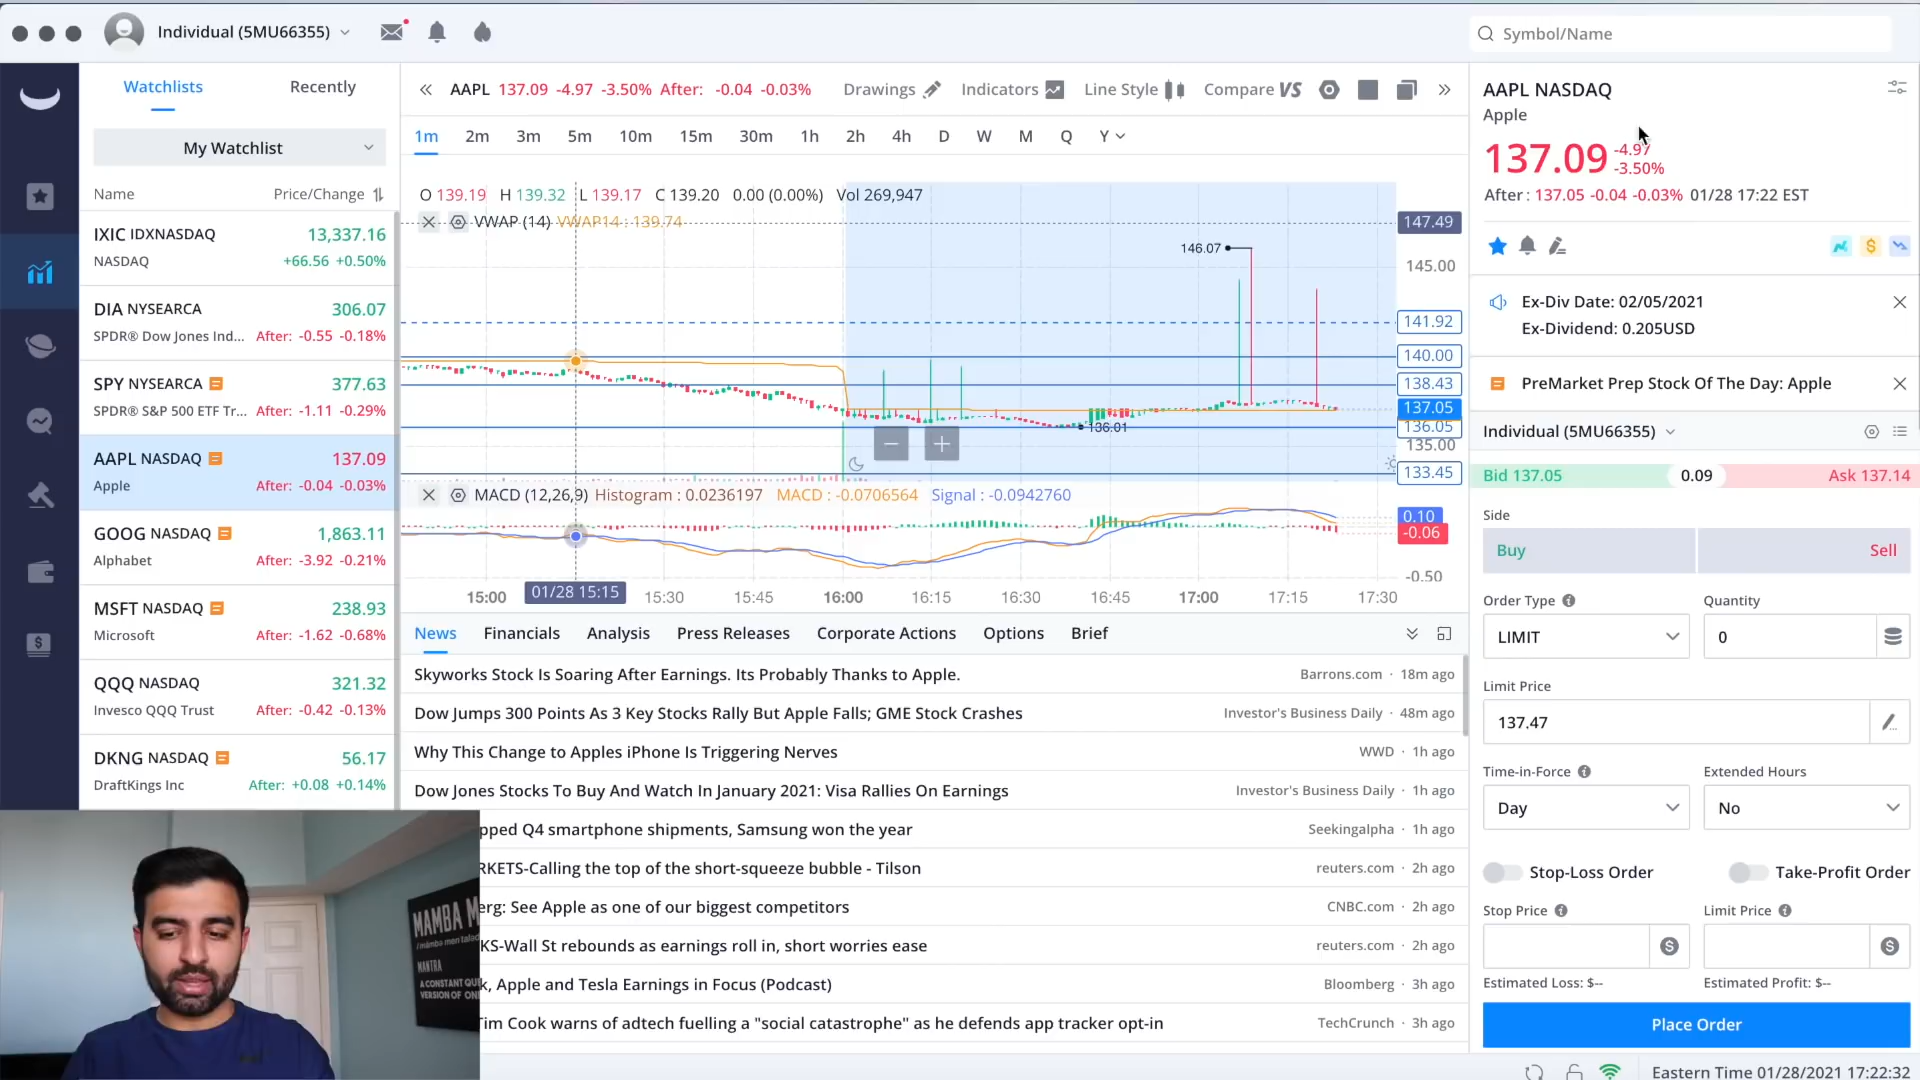 Individual (5MU66355)
Symbol/Name
Watchlists Recently
My Watchlist
Name Price/Change
IXIC IDXNASDAQ 13,337.16
NASDAQ +66.56 +0.50%
DIA NYSEARCA 306.07
SPDR® Dow Jones Ind... After: -0.55 -0.18%
SPY NYSEARCA 377.63
SPDR® S&P 500 ETF Tr... After: -1.11 -0.29%
AAPL NASDAQ 137.09
Apple After: -0.04 -0.03%
GOOG NASDAQ 1,863.11
Alphabet After: -3.92 -0.21%
MSFT NASDAQ 238.93
Microsoft After: -1.62 -0.68%
QQQ NASDAQ 321.32
Invesco QQQ Trust After: -0.42 -0.13%
DKNG NASDAQ 56.17
DraftKings Inc After: +0.08 +0.14%
AAPL 137.09 -4.97 -3.50% After: -0.04 -0.03% Drawings Indicators Line Style Compare VS
1m 2m 3m 5m 10m 15m 30m 1h 2h 4h D W M Q Y
O 139.19 H 139.32 L 139.17 C 139.20 0.00 (0.00%) Vol 269,947
VWAP (14) VWAP14 : 139.74
147.49
146.07
145.00
141.92
140.00
138.43
137.05
136.05
136.01
135.00
133.45
MACD (12,26,9) Histogram : 0.0236197 MACD : -0.0706564 Signal : -0.0942760
0.10
-0.06
-0.50
15:00 01/28 15:15 15:30 15:45 16:00 16:15 16:30 16:45 17:00 17:15 17:30
News Financials Analysis Press Releases Corporate Actions Options Brief
Skyworks Stock Is Soaring After Earnings. Its Probably Thanks to Apple. Barrons.com · 18m ago
Dow Jumps 300 Points As 3 Key Stocks Rally But Apple Falls; GME Stock Crashes Investor's Business Daily · 48m ago
Why This Change to Apples iPhone Is Triggering Nerves WWD · 1h ago
Dow Jones Stocks To Buy And Watch In January 2021: Visa Rallies On Earnings Investor's Business Daily · 1h ago
pped Q4 smartphone shipments, Samsung won the year Seekingalpha · 1h ago
RKETS-Calling the top of the short-squeeze bubble - Tilson reuters.com · 2h ago
erg: See Apple as one of our biggest competitors CNBC.com · 2h ago
KS-Wall St rebounds as earnings roll in, short worries ease reuters.com · 2h ago
k, Apple and Tesla Earnings in Focus (Podcast) Bloomberg · 3h ago
Tim Cook warns of adtech fuelling a "social catastrophe" as he defends app tracker opt-in TechCrunch · 3h ago
AAPL NASDAQ
Apple
137.09 -4.97
-3.50%
After : 137.05 -0.04 -0.03% 01/28 17:22 EST
Ex-Div Date: 02/05/2021
Ex-Dividend: 0.205USD
PreMarket Prep Stock Of The Day: Apple
Individual (5MU66355)
Bid 137.05 0.09 Ask 137.14
Side
Buy Sell
Order Type Quantity
LIMIT 0
Limit Price
137.47
Time-in-Force Extended Hours
Day No
Stop-Loss Order Take-Profit Order
Stop Price Limit Price
Estimated Loss: $-- Estimated Profit: $--
Place Order
Eastern Time 01/28/2021 17:22:32
MAMBA M
MANTRA
A CONSTANT QU
VERSION OF ON